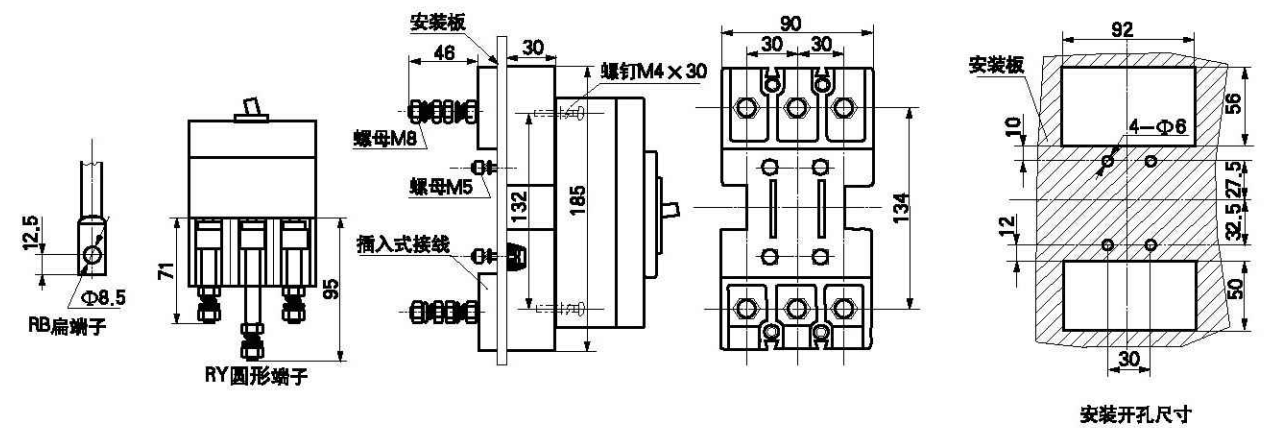 12.5
Φ8.5
RB扁端子
71
95
RY圆形端子
安装板
46
30
螺钉M4×30
螺母M8
螺母M5
132
185
插入式接线
90
30
30
134
92
安装板
56
10
4-Φ6
27.5
32.5
12
50
30
安装开孔尺寸